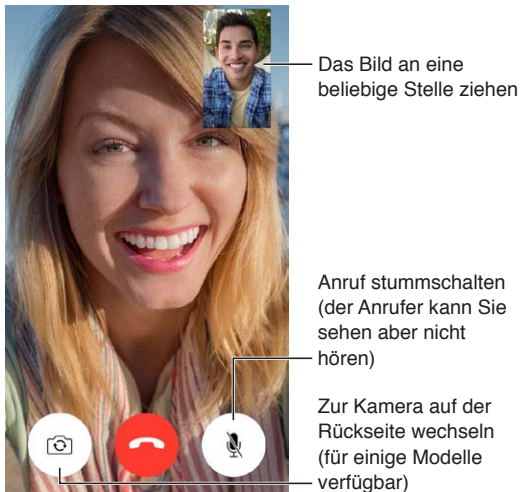 Das Bild an eine
beliebige Stelle ziehen
Anruf stummschalten
(der Anrufer kann Sie
sehen aber nicht
hören)
Zur Kamera auf der
Rückseite wechseln
(für einige Modelle
verfügbar)